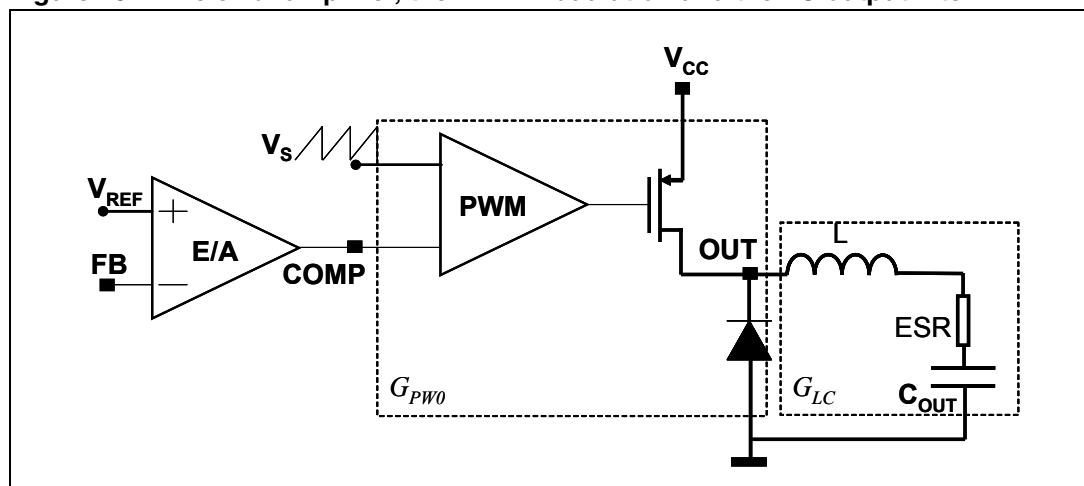 V_CC
V_S
V_REF
+
PWM
E/A
OUT
L
FB
−
COMP
ESR
G_PW0
G_LC
C_OUT